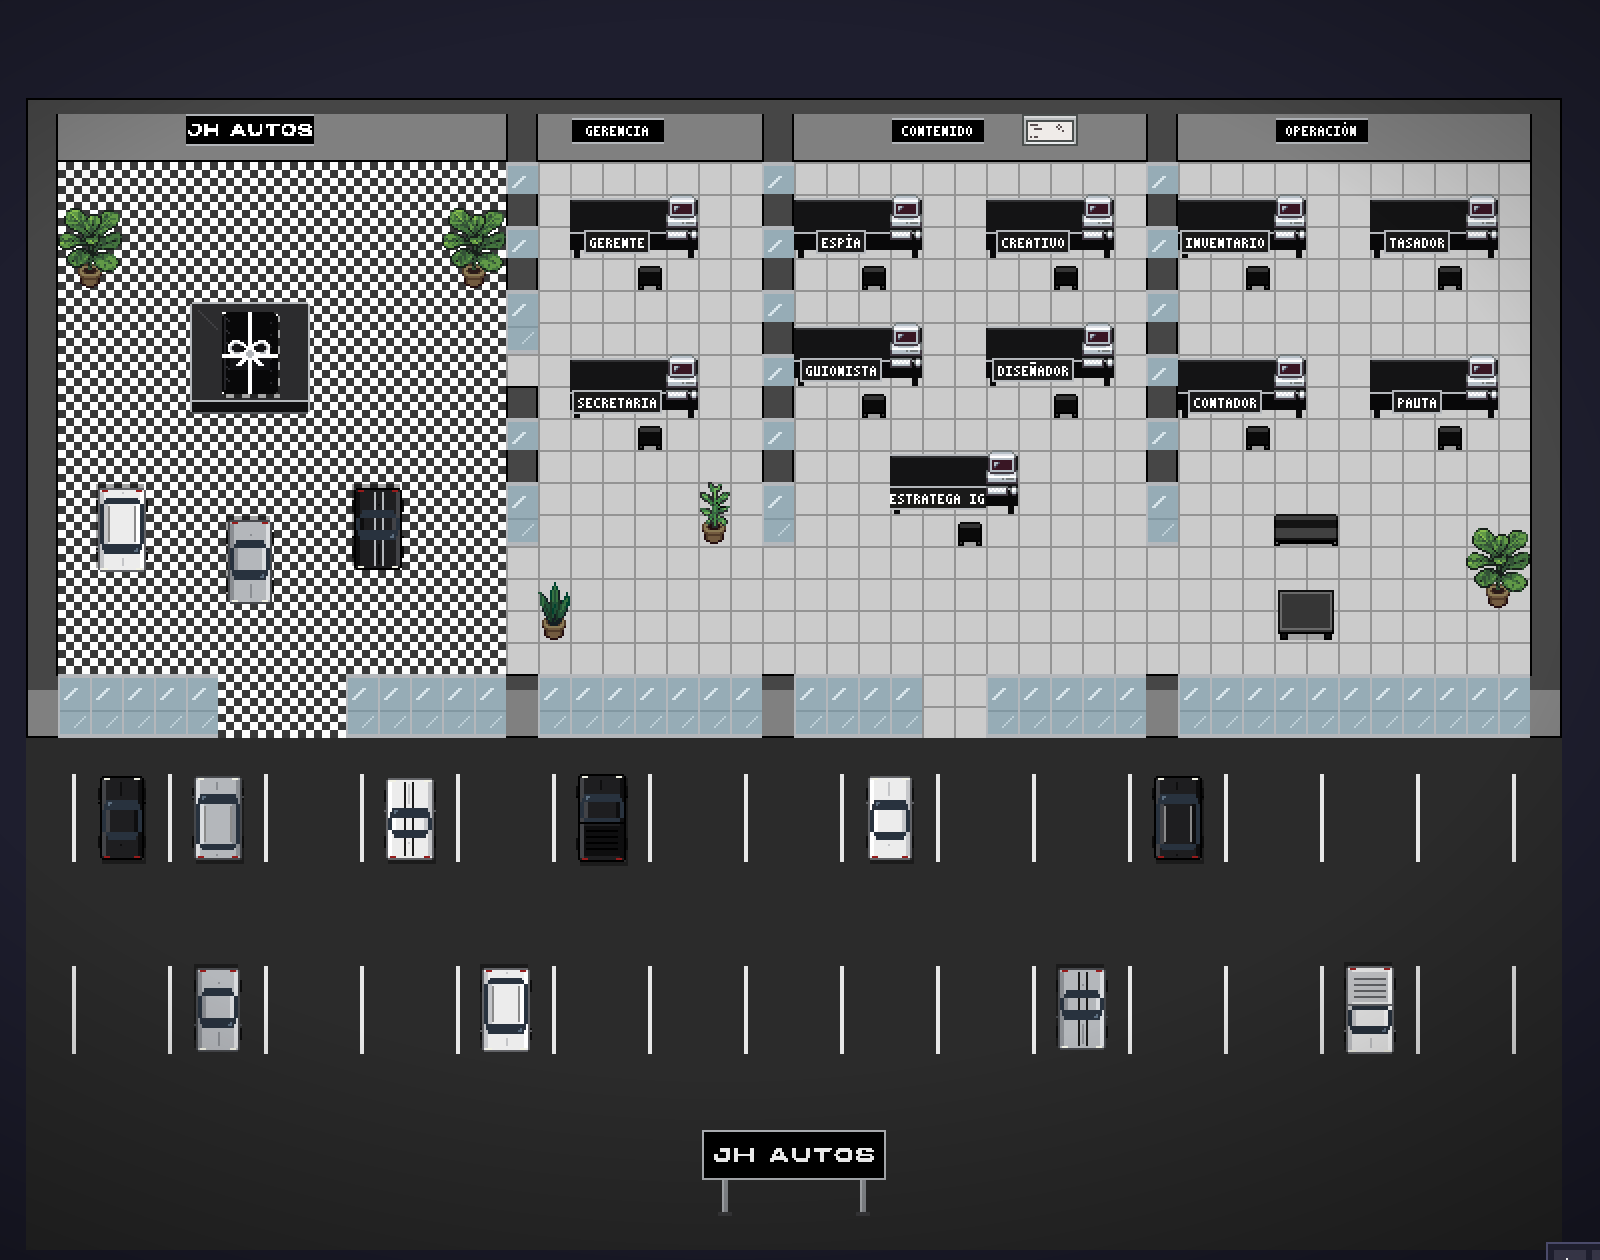 JH AUTOS
GERENCIA
CONTENIDO
OPERACIÓN
GERENTE
ESPÍA
CREATIVO
INVENTARIO
TASADOR
GUIONISTA
DISEÑADOR
SECRETARIA
CONTADOR
PAUTA
ESTRATEGA IG
JH AUTOS